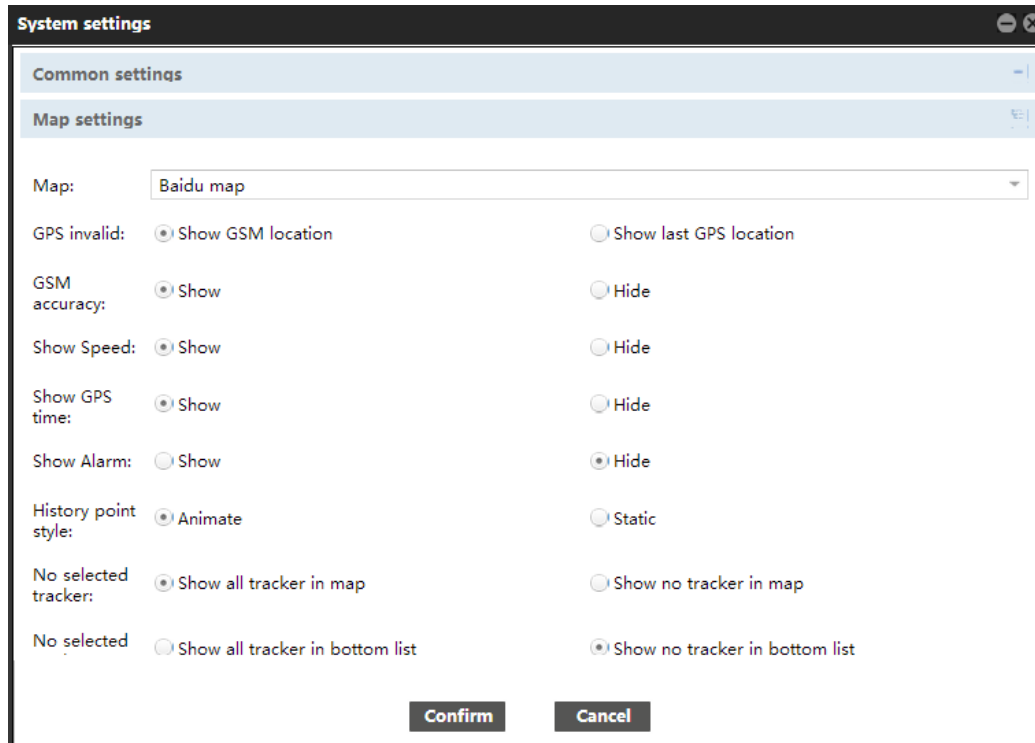 System settings
Common settings
Map settings
Map: Baidu map
GPS invalid: Show GSM location Show last GPS location
GSM
accuracy: Show Hide
Show Speed: Show Hide
Show GPS
time: Show Hide
Show Alarm: Show Hide
History point
style: Animate Static
No selected
tracker: Show all tracker in map Show no tracker in map
No selected
Show all tracker in bottom list Show no tracker in bottom list
Confirm Cancel